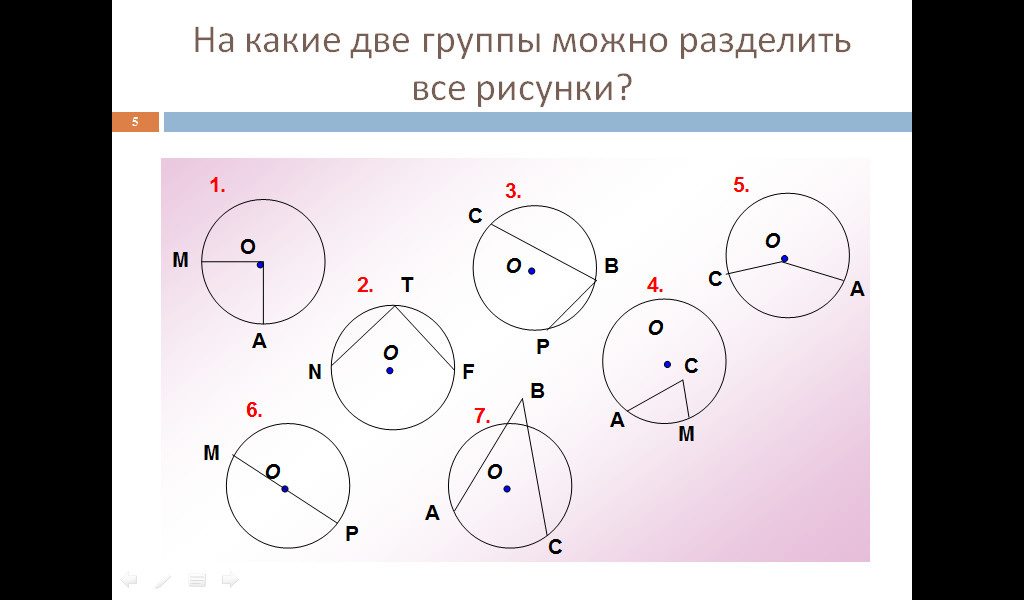 На какие две группы можно разделить
все рисунки?
5
1.
O
M
A
2.
T
O
N
F
3.
C
O
B
P
4.
O
C
A
M
5.
O
C
A
6.
M
O
P
7.
B
O
A
C